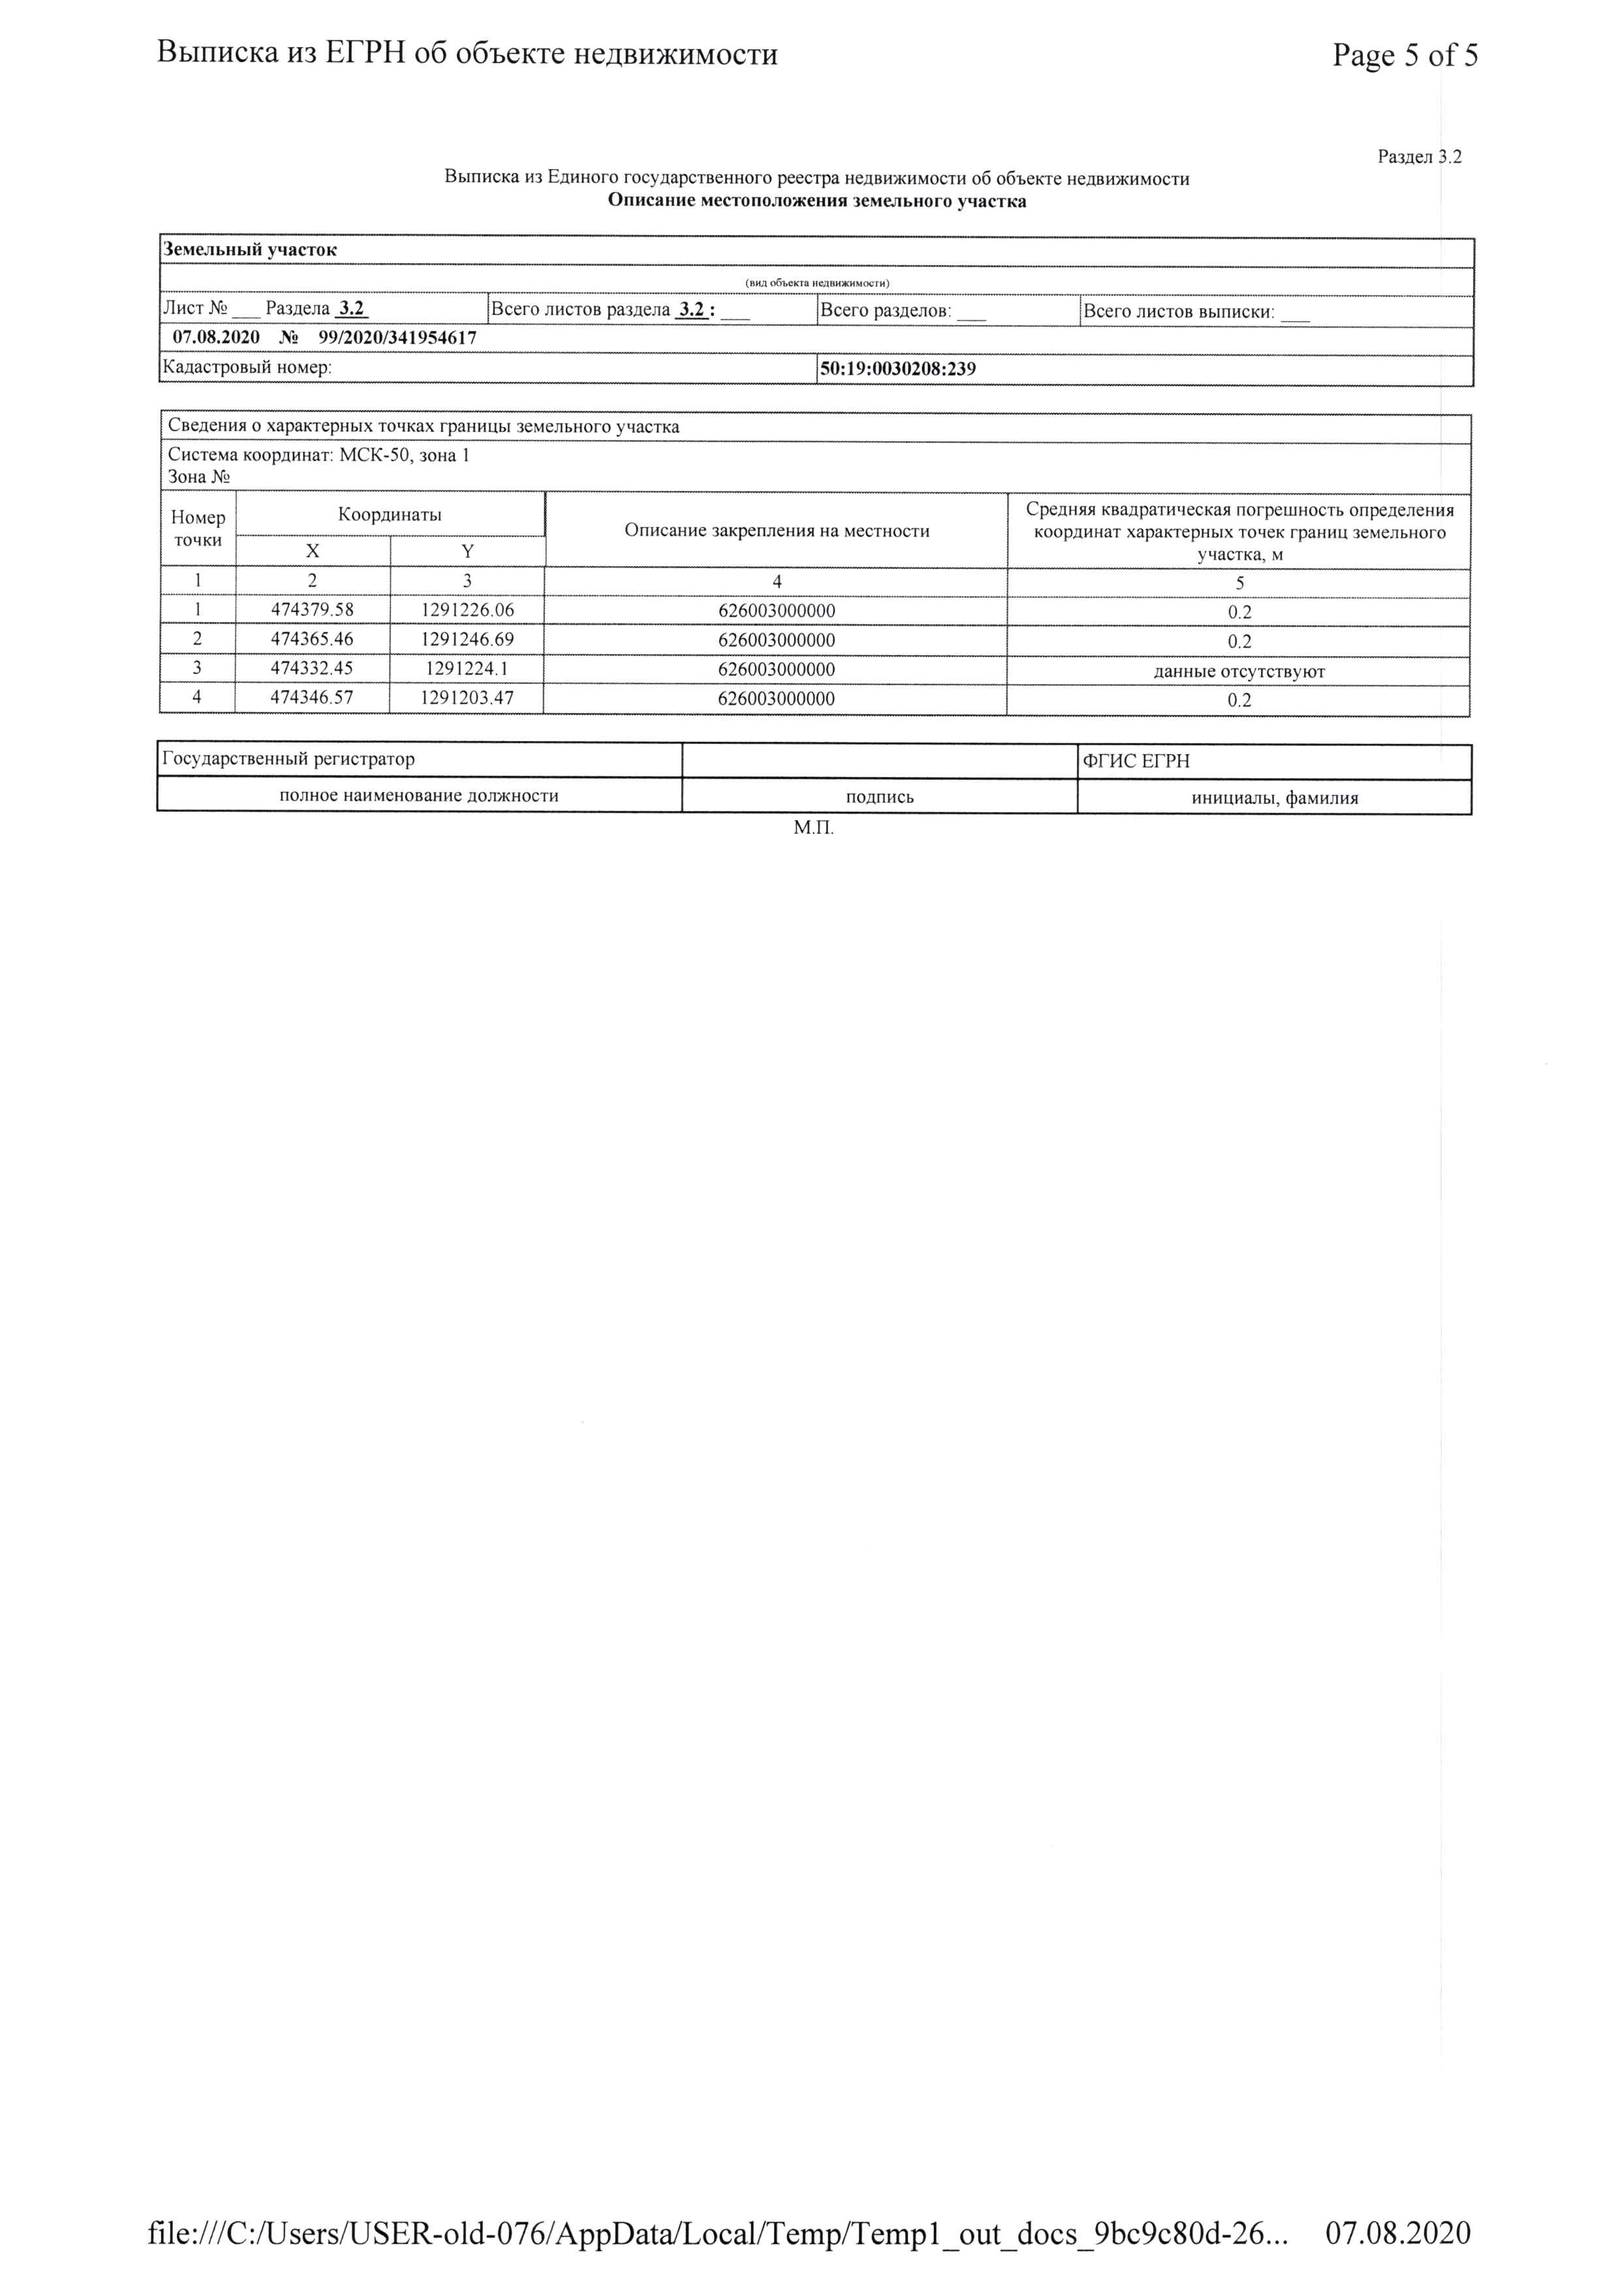 Выписка из ЕГРН об объекте недвижимости Page 5 of 5
Раздел 3.2
Выписка из Единого государственного реестра недвижимости об объекте недвижимости
Описание местоположения земельного участка
Земельный участок
(вид объекта недвижимости)
Лист № ___ Раздела 3.2 Всего листов раздела 3.2 : ___ Всего разделов: ___ Всего листов выписки: ___
07.08.2020 № 99/2020/341954617
Кадастровый номер: 50:19:0030208:239
Сведения о характерных точках границы земельного участка
Система координат: МСК-50, зона 1
Зона №
Номер точки Координаты Описание закрепления на местности Средняя квадратическая погрешность определения
координат характерных точек границ земельного
участка, м
X Y
1 2 3 4 5
1 474379.58 1291226.06 626003000000 0.2
2 474365.46 1291246.69 626003000000 0.2
3 474332.45 1291224.1 626003000000 данные отсутствуют
4 474346.57 1291203.47 626003000000 0.2
Государственный регистратор ФГИС ЕГРН
полное наименование должности подпись инициалы, фамилия
М.П.
file:///C:/Users/USER-old-076/AppData/Local/Temp/Temp1_out_docs_9bc9c80d-26... 07.08.2020